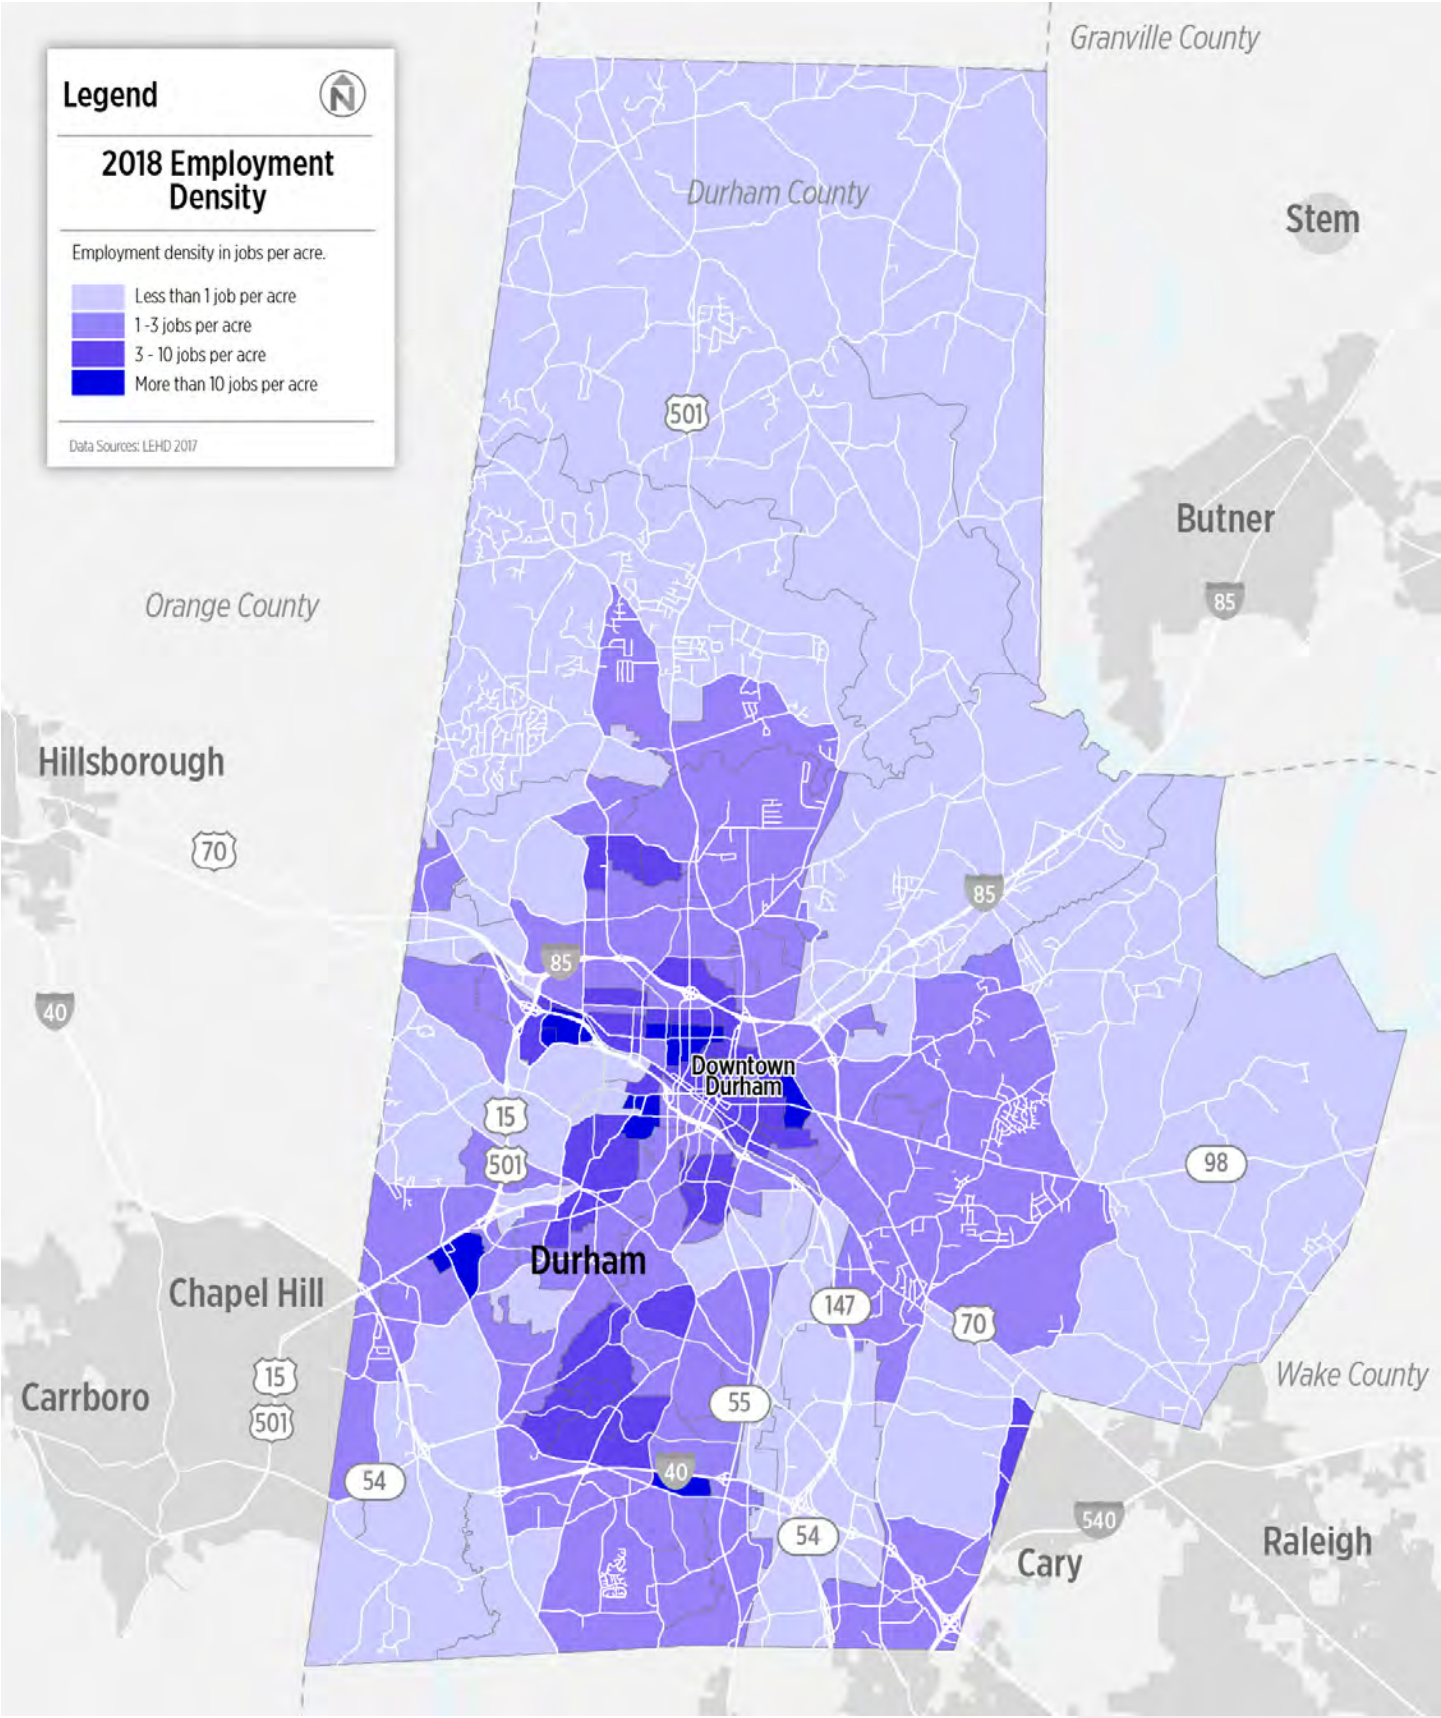 Legend
N
2018 Employment
Density
Employment density in jobs per acre.
Less than 1 job per acre
1 -3 jobs per acre
3 - 10 jobs per acre
More than 10 jobs per acre
Data Sources: LEHD 2017
Granville County
Durham County
Stem
501
Butner
85
Orange County
Hillsborough
70
85
85
40
Downtown
Durham
15
501
98
Durham
Chapel Hill
147
70
15
501
Carrboro
55
Wake County
54
40
54
540
Cary
Raleigh